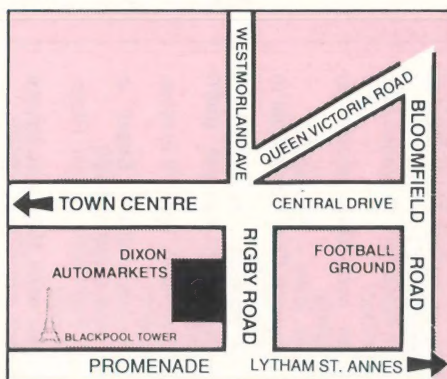 WESTMORLAND AVE
QUEEN VICTORIA ROAD
BLOOMFIELD ROAD
TOWN CENTRE
CENTRAL DRIVE
DIXON
AUTOMARKETS
RIGBY ROAD
FOOTBALL
GROUND
BLACKPOOL TOWER
PROMENADE
LYTHAM ST. ANNES